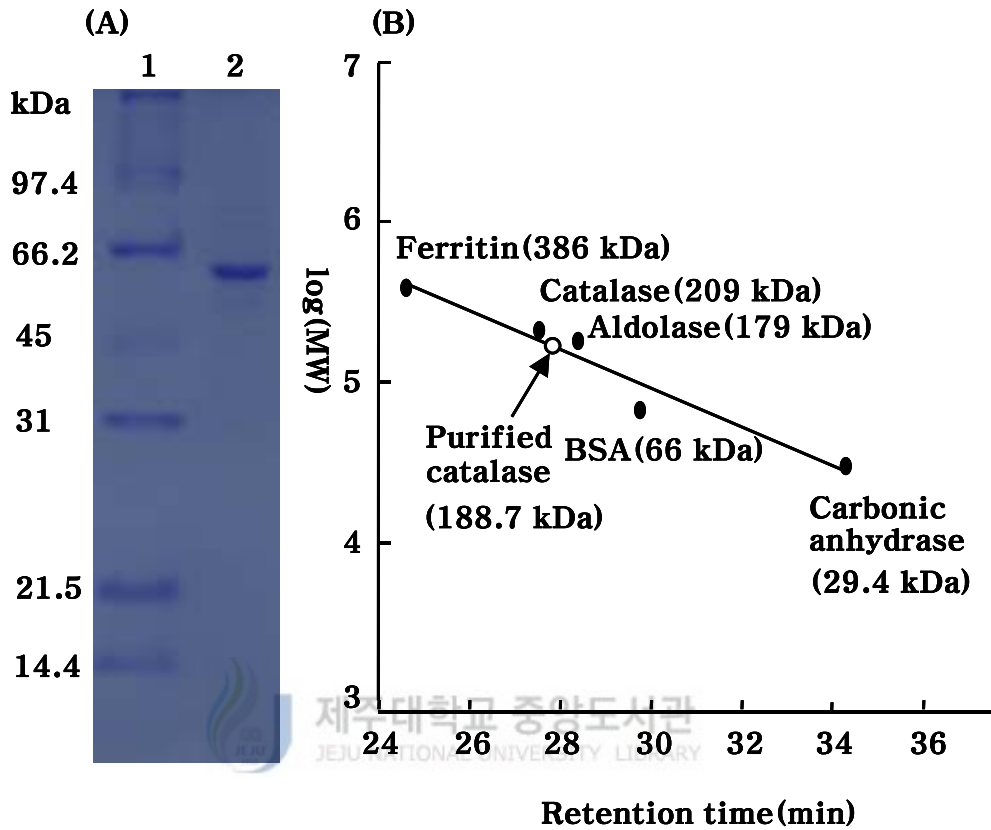 (A)
1 2
kDa
97.4
66.2
45
31
21.5
14.4
(B)
7
6
5
4
3
log(MW)
Ferritin(386 kDa)
Catalase(209 kDa)
Aldolase(179 kDa)
Purified
catalase
(188.7 kDa)
BSA(66 kDa)
Carbonic
anhydrase
(29.4 kDa)
24 26 28 30 32 34 36
Retention time(min)
제주대학교 중앙도서관
JEJU NATIONAL UNIVERSITY LIBRARY